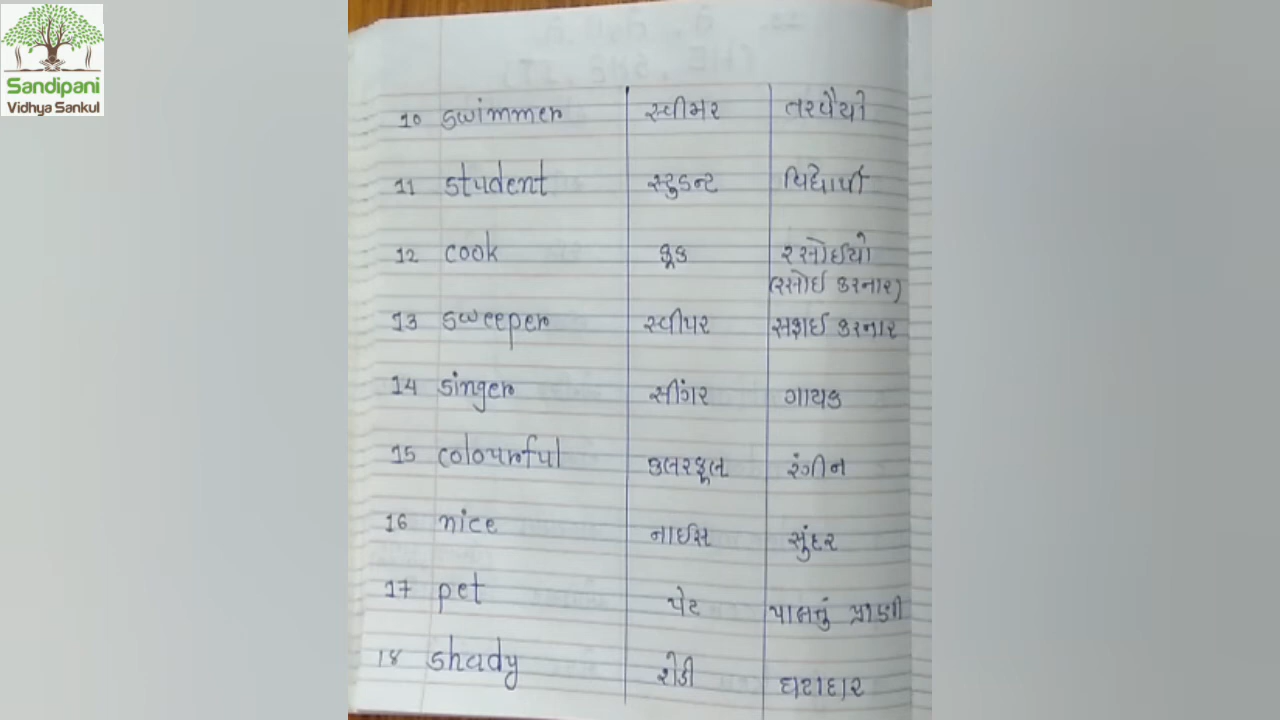 Sandipani
Vidhya Sankul
10 swimmer સ્વીમર તરવૈયો
11 student સ્ટુડન્ટ વિદ્યાર્થી
12 cook કૂક રસોઈયો
(રસોઈ કરનાર)
13 sweeper સ્વીપર સફાઈ કરનાર
14 singer સીંગર ગાયક
15 colourful કલરફૂલ રંગીન
16 nice નાઈસ સુંદર
17 pet પેટ પાલતું પ્રાણી
18 shady શેડી છાયાદાર